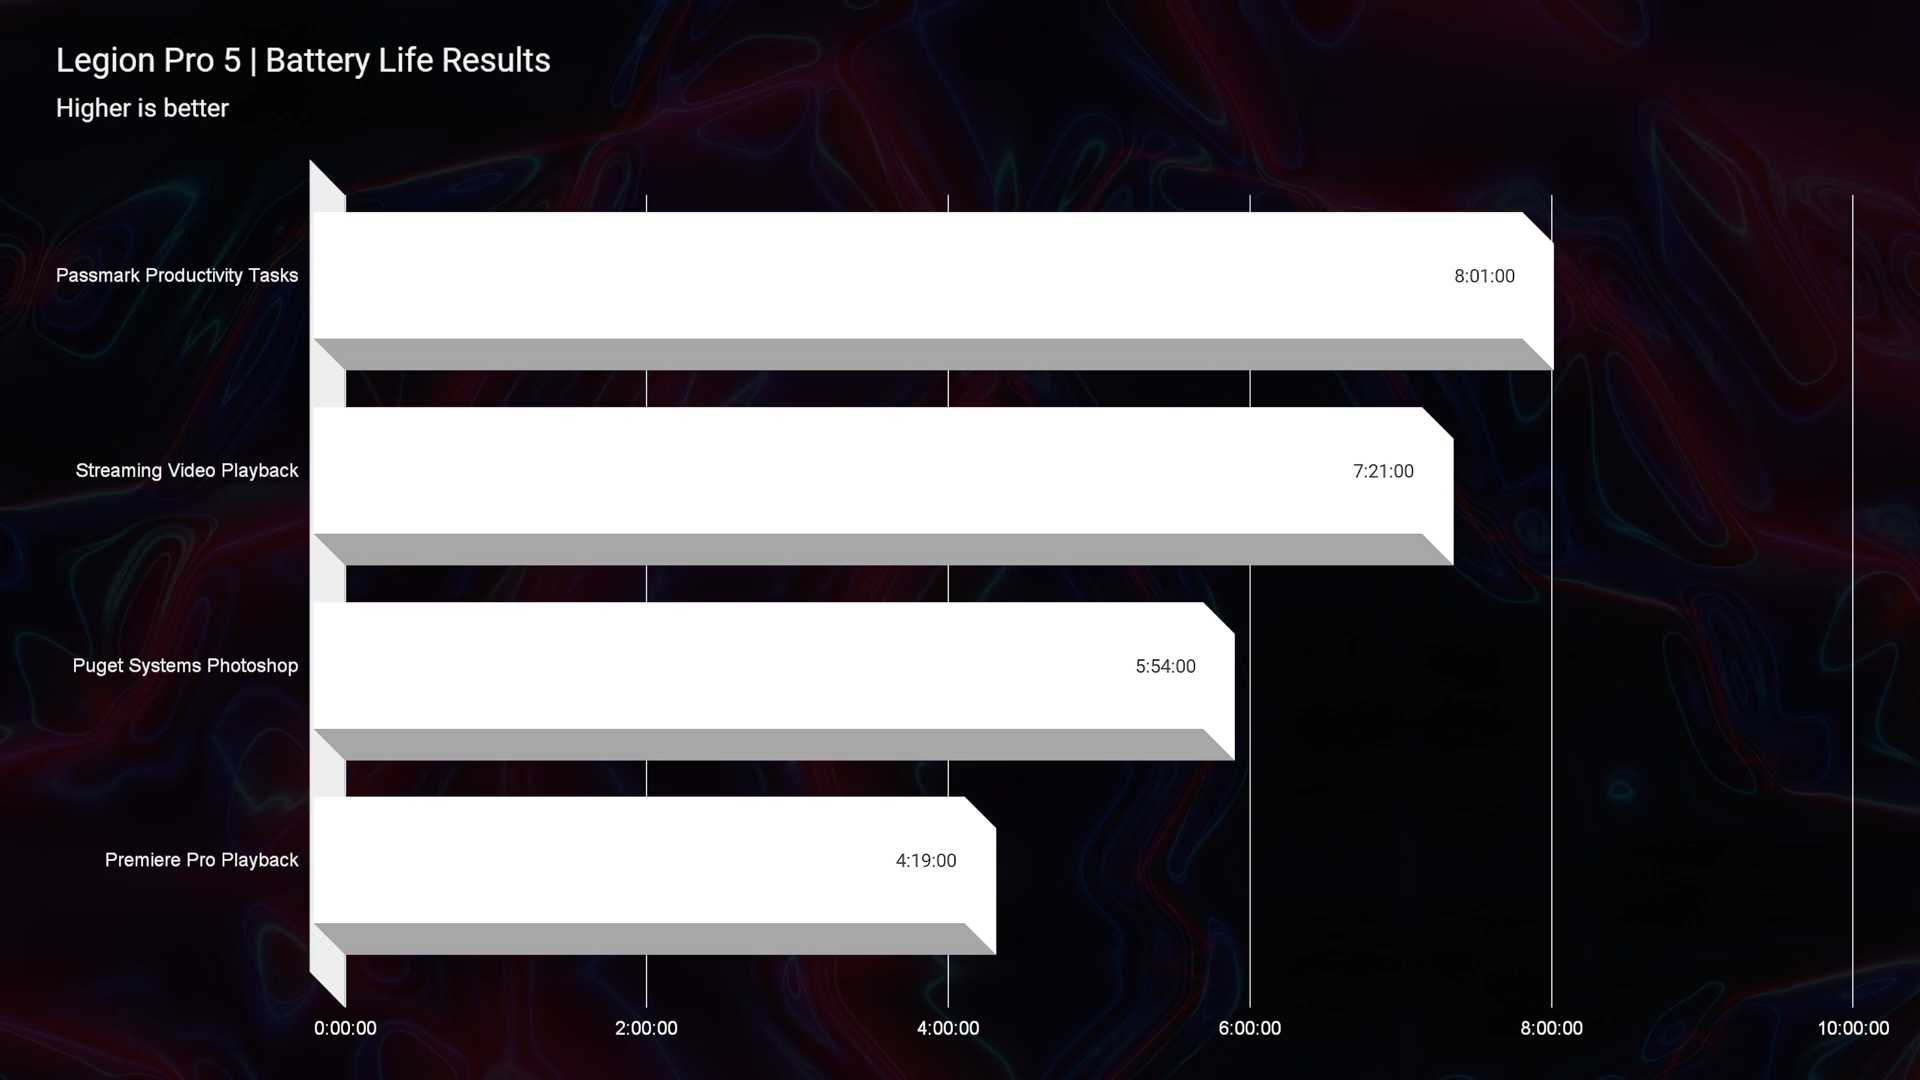 Legion Pro 5 | Battery Life Results
Higher is better
Passmark Productivity Tasks
8:01:00
Streaming Video Playback
7:21:00
Puget Systems Photoshop
5:54:00
Premiere Pro Playback
4:19:00
0:00:00 2:00:00 4:00:00 6:00:00 8:00:00 10:00:00